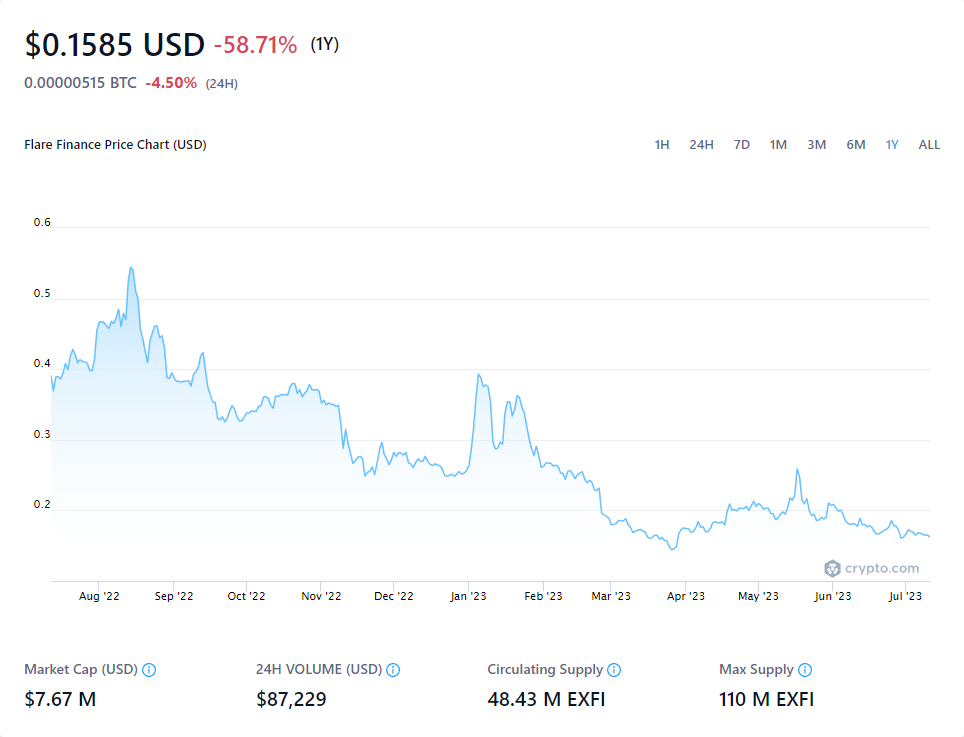 $0.1585 USD -58.71% (1Y)
0.00000515 BTC -4.50% (24H)
Flare Finance Price Chart (USD) 1H 24H 7D 1M 3M 6M 1Y ALL
0.6
0.5
0.4
0.3
0.2
crypto.com
Aug '22 Sep '22 Oct '22 Nov '22 Dec '22 Jan '23 Feb '23 Mar '23 Apr '23 May '23 Jun '23 Jul '23
Market Cap (USD) 24H VOLUME (USD) Circulating Supply Max Supply
$7.67 M $87,229 48.43 M EXFI 110 M EXFI